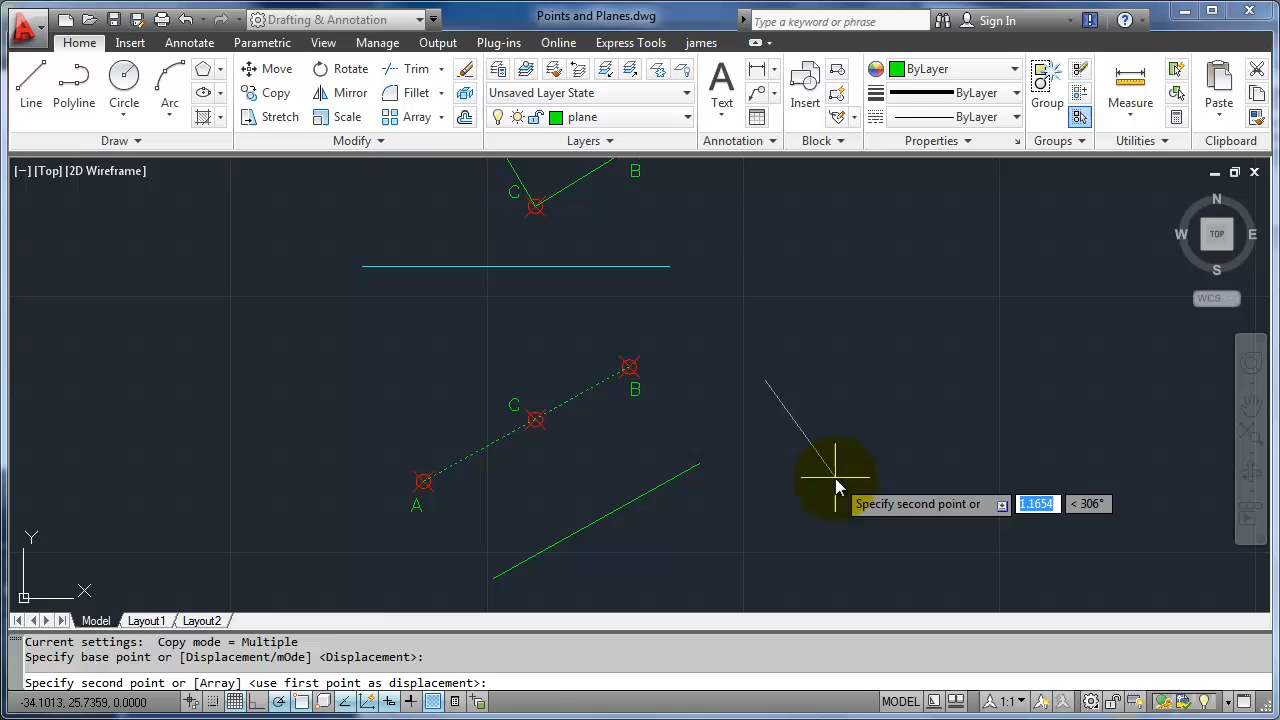 Drafting & Annotation
Points and Planes.dwg
Type a keyword or phrase
Sign In
Home
Insert
Annotate
Parametric
View
Manage
Output
Plug-ins
Online
Express Tools
james
Line
Polyline
Circle
Arc
Move
Rotate
Trim
Copy
Mirror
Fillet
Stretch
Scale
Array
Unsaved Layer State
plane
Text
Insert
ByLayer
ByLayer
ByLayer
Group
Measure
Paste
Draw
Modify
Layers
Annotation
Block
Properties
Groups
Utilities
Clipboard
[−] [Top] [2D Wireframe]
C
B
N
W
TOP
E
S
WCS
B
C
A
Specify second point or
1.1654
< 306°
Y
X
Model
Layout1
Layout2
Current settings: Copy mode = Multiple
Specify base point or [Displacement/mOde] <Displacement>:
Specify second point or [Array] <use first point as displacement>:
-34.1013, 25.7359, 0.0000
MODEL
1:1